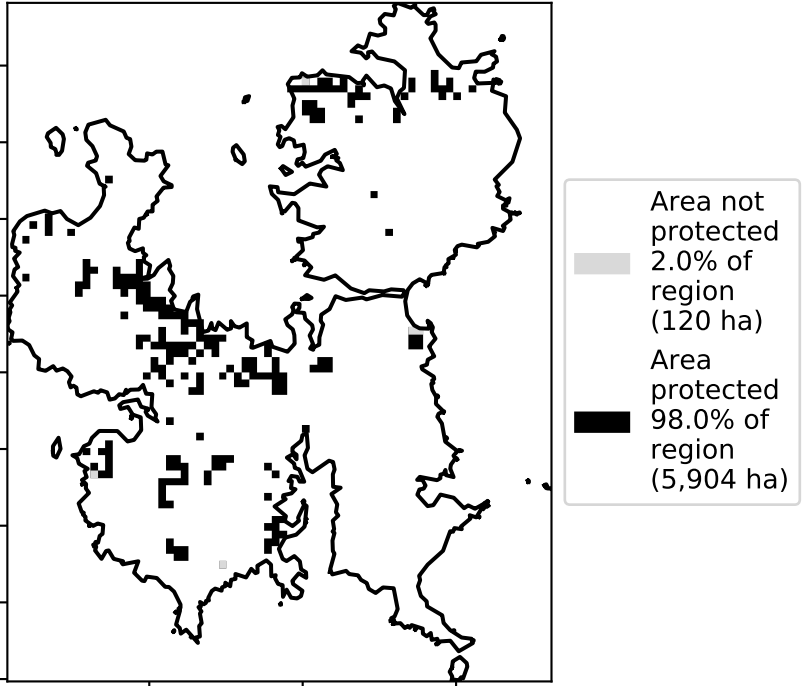 Area not
protected
2.0% of
region
(120 ha)
Area
protected
98.0% of
region
(5,904 ha)